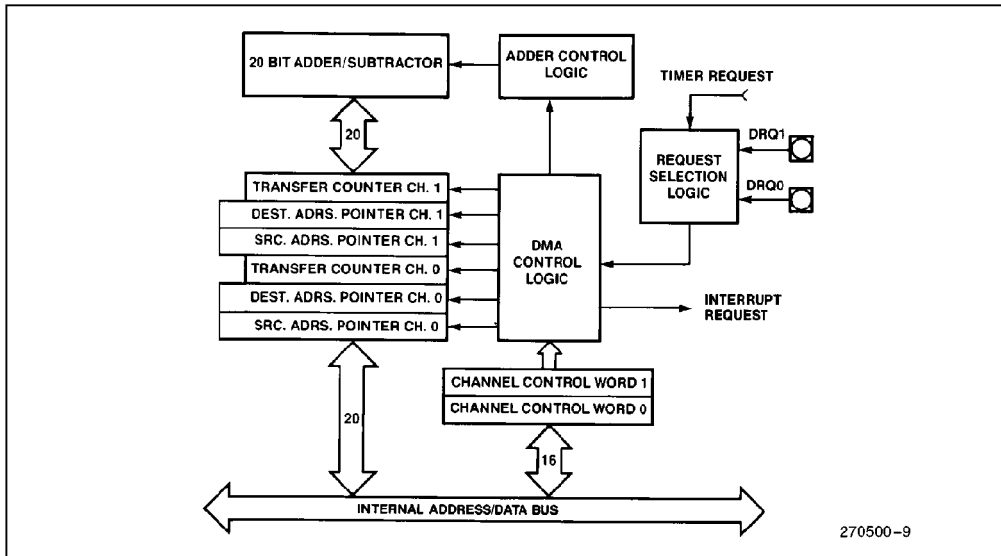 20 BIT ADDER/SUBTRACTOR
ADDER CONTROL
LOGIC
TIMER REQUEST
20
DRQ1
REQUEST
SELECTION
LOGIC
DRQ0
TRANSFER COUNTER CH. 1
DEST. ADRS. POINTER CH. 1
SRC. ADRS. POINTER CH. 1
TRANSFER COUNTER CH. 0
DEST. ADRS. POINTER CH. 0
SRC. ADRS. POINTER CH. 0
DMA
CONTROL
LOGIC
INTERRUPT
REQUEST
CHANNEL CONTROL WORD 1
CHANNEL CONTROL WORD 0
20
16
INTERNAL ADDRESS/DATA BUS
270500-9